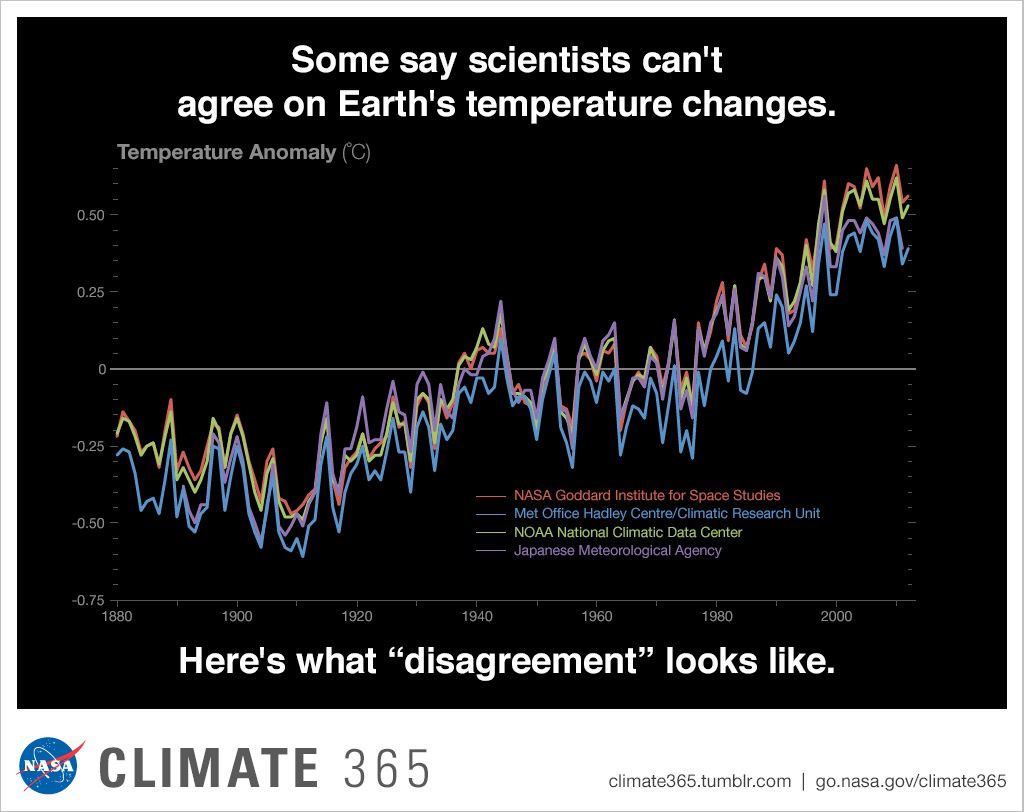 Some say scientists can't
agree on Earth's temperature changes.
Temperature Anomaly (°C)
0.50
0.25
0
-0.25
-0.50
-0.75
NASA Goddard Institute for Space Studies
Met Office Hadley Centre/Climatic Research Unit
NOAA National Climatic Data Center
Japanese Meteorological Agency
1880 1900 1920 1940 1960 1980 2000
Here's what “disagreement” looks like.
NASA CLIMATE 365
climate365.tumblr.com | go.nasa.gov/climate365